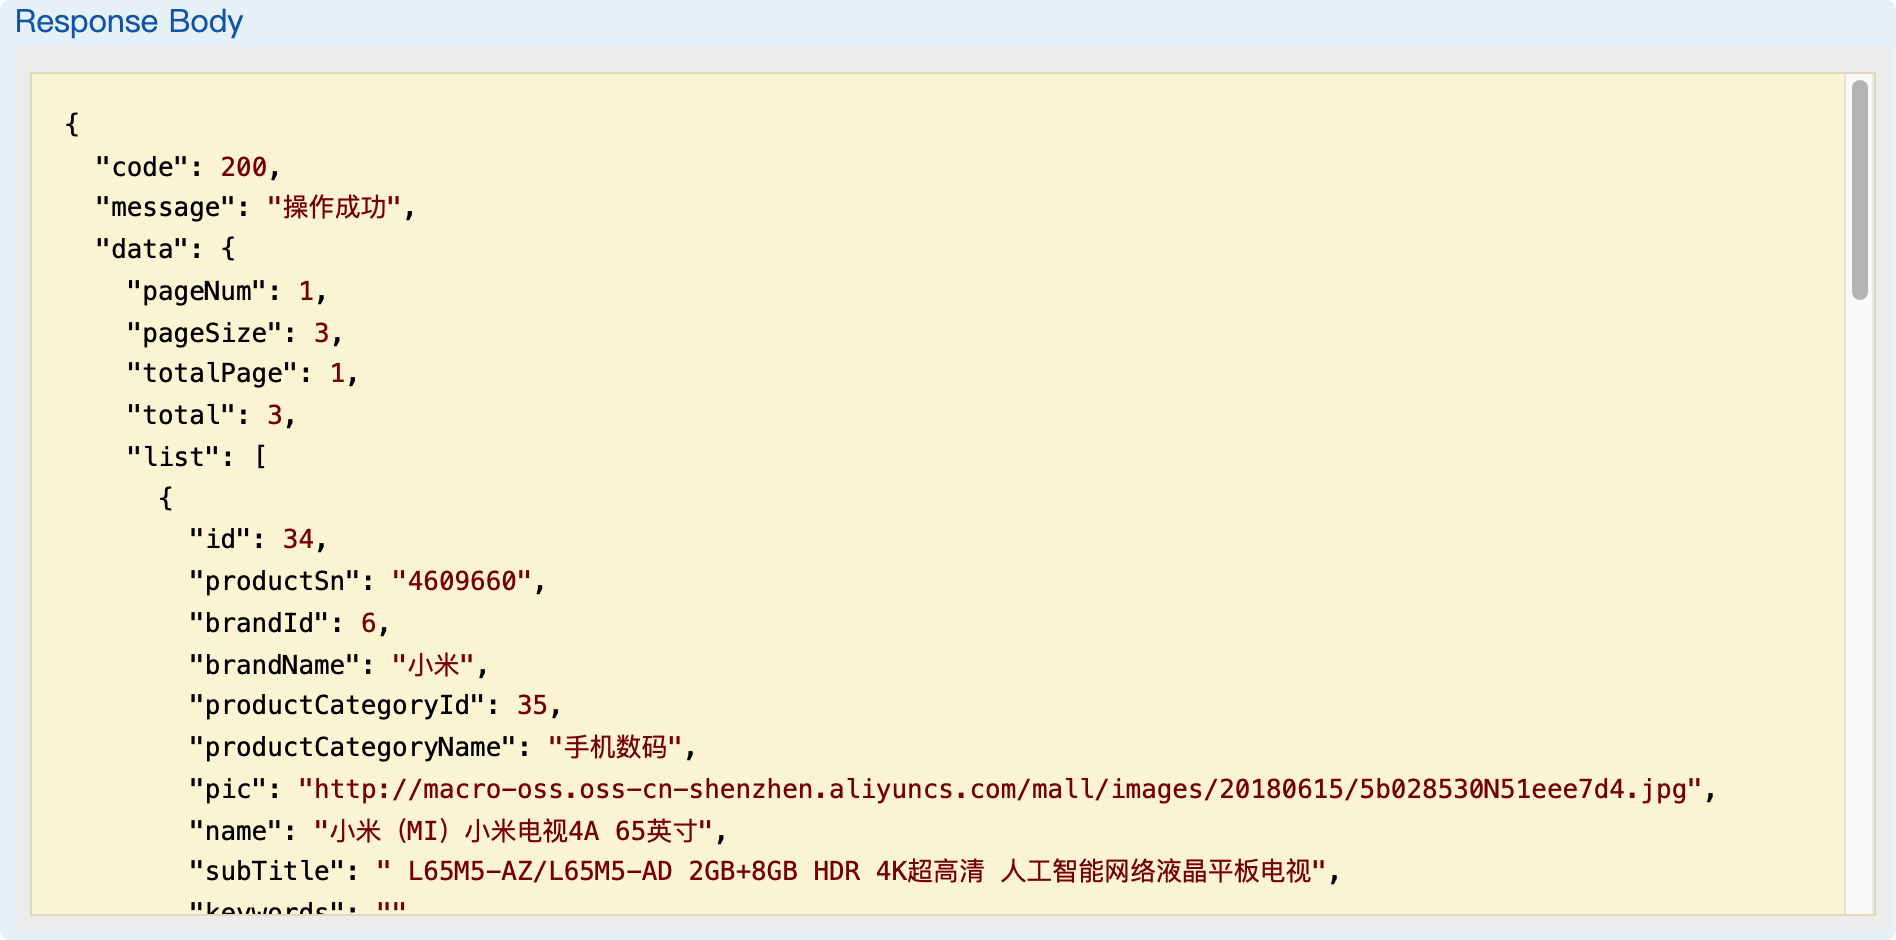 Response Body
{
"code": 200,
"message": "操作成功",
"data": {
"pageNum": 1,
"pageSize": 3,
"totalPage": 1,
"total": 3,
"list": [
{
"id": 34,
"productSn": "4609660",
"brandId": 6,
"brandName": "小米",
"productCategoryId": 35,
"productCategoryName": "手机数码",
"pic": "http://macro-oss.oss-cn-shenzhen.aliyuncs.com/mall/images/20180615/5b028530N51eee7d4.jpg",
"name": "小米（MI）小米电视4A 65英寸",
"subTitle": " L65M5-AZ/L65M5-AD 2GB+8GB HDR 4K超高清 人工智能网络液晶平板电视",
"keywords": ""